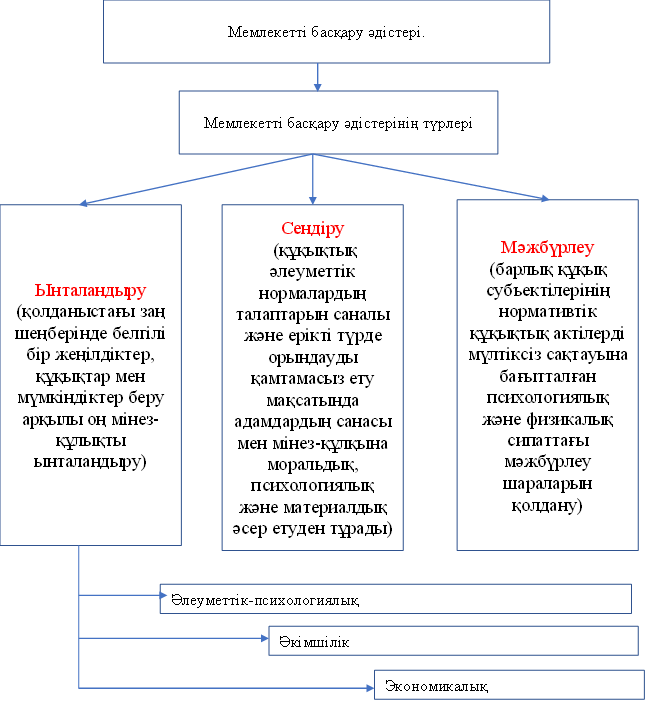 Мемлекетті басқару әдістері.
Мемлекетті басқару әдістерінің түрлері
Ынталандыру
(қолданыстағы заң
шеңберінде белгілі
бір жеңілдіктер,
құқықтар мен
мүмкіндіктер беру
арқылы оң мінез-
құлықты
ынталандыру)
Сендіру
(құқықтық
әлеуметтік
нормалардың
талаптарын саналы
және ерікті түрде
орындауды
қамтамасыз ету
мақсатында
адамдардың санасы
мен мінез-құлқына
моральдық,
психологиялық
және материалдық
әсер етуден тұрады)
Мәжбүрлеу
(барлық құқық
субъектілерінің
нормативтік
құқықтық актілерді
мүлтіксіз сақтауына
бағытталған
психологиялық
және физикалық
сипаттағы
мәжбүрлеу
шараларын
қолдану)
Әлеуметтік-психологиялық
Әкімшілік
Экономикалық